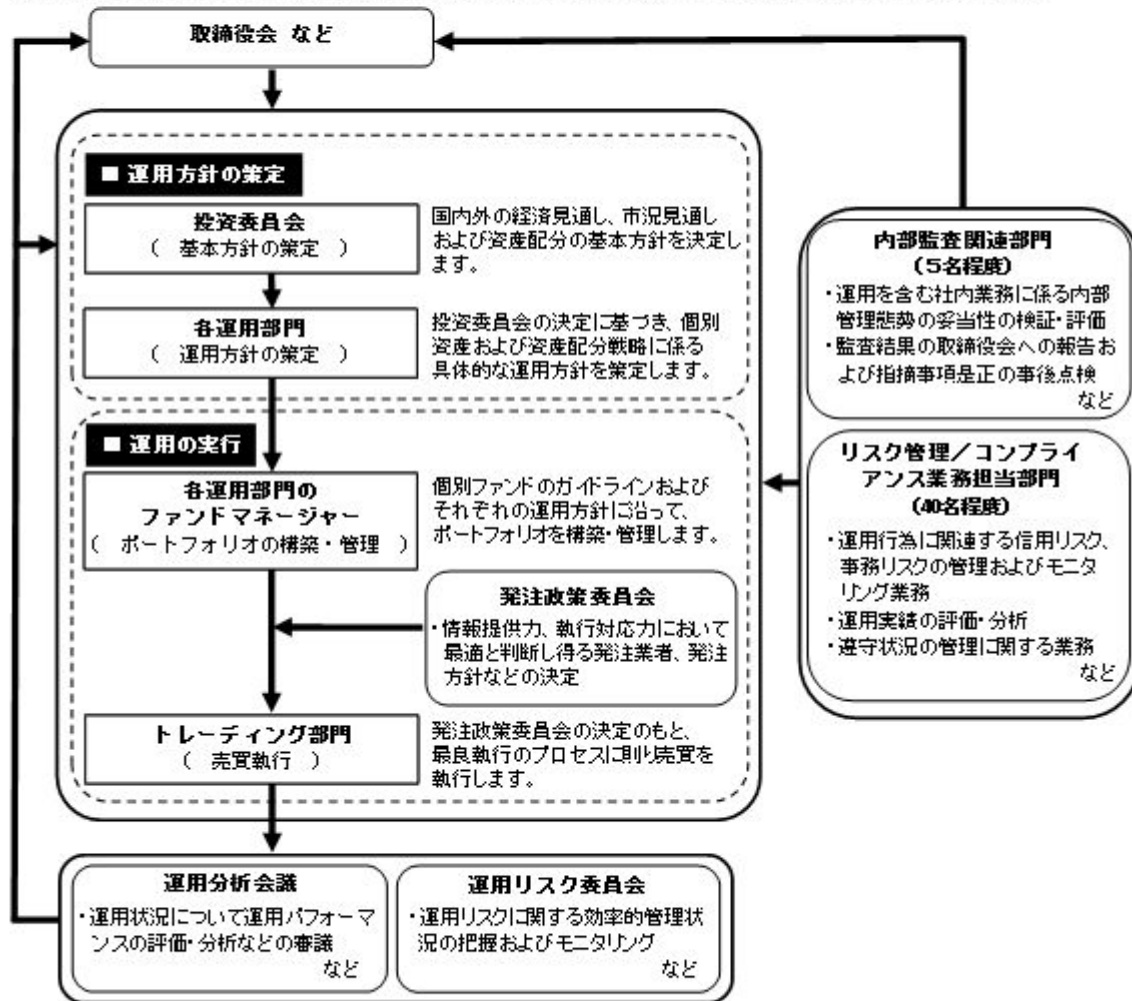 取締役会 など
■ 運用方針の策定
投資委員会
( 基本方針の策定 )
国内外の経済見通し、市況見通し
および資産配分の基本方針を決定し
ます。
各運用部門
( 運用方針の策定 )
投資委員会の決定に基づき、個別
資産および資産配分戦略に係る
具体的な運用方針を策定します。
■ 運用の実行
各運用部門の
ファンドマネージャー
( ポートフォリオの構築・管理 )
個別ファンドのガイドラインおよび
それぞれの運用方針に沿って、
ポートフォリオを構築・管理します。
発注政策委員会
・情報提供力、執行対応力において
最適と判断し得る発注業者、発注
方針などの決定
トレーディング部門
( 売買執行 )
発注政策委員会の決定のもと、
最良執行のプロセスに則り売買を
執行します。
運用分析会議
・運用状況について運用パフォーマ
ンスの評価・分析などの審議
など
運用リスク委員会
・運用リスクに関する効率的管理状
況の把握およびモニタリング
など
内部監査関連部門
(5名程度)
・運用を含む社内業務に係る内部
管理態勢の妥当性の検証・評価
・監査結果の取締役会への報告お
よび指摘事項是正の事後点検
など
リスク管理/コンプライ
アンス業務担当部門
(40名程度)
・運用行為に関連する信用リスク、
事務リスクの管理およびモニタ
リング業務
・運用実績の評価・分析
・遵守状況の管理に関する業務
など